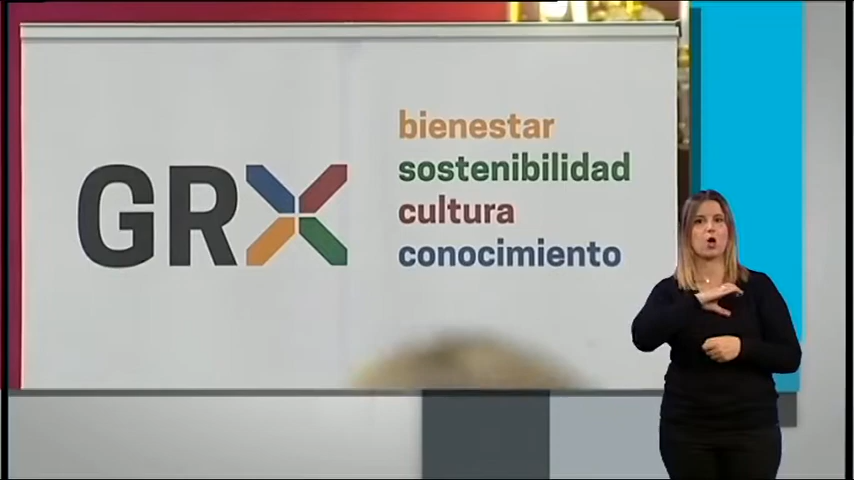 GRX
bienestar
sostenibilidad
cultura
conocimiento